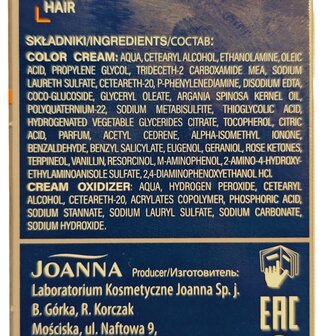 HAIR
SKŁADNIKI/INGREDIENTS/СОСТАВ:
COLOR CREAM: AQUA, CETEARYL ALCOHOL, ETHANOLAMINE, OLEIC
ACID, PROPYLENE GLYCOL, TRIDECETH-2 CARBOXAMIDE MEA, SODIUM
LAURETH SULFATE, CETEARETH-20, P-PHENYLENEDIAMINE, DISODIUM EDTA,
COCO-GLUCOSIDE, GLYCERYL OLEATE, ARGANIA SPINOSA KERNEL OIL,
POLYQUATERNIUM-22, SODIUM METABISULFITE, THIOGLYCOLIC ACID,
HYDROGENATED VEGETABLE GLYCERIDES CITRATE, TOCOPHEROL, CITRIC
ACID, PARFUM, ACETYL CEDRENE, ALPHA-ISOMETHYL IONONE,
BENZALDEHYDE, BENZYL SALICYLATE, EUGENOL, GERANIOL, ROSE KETONES,
TERPINEOL, VANILLIN, RESORCINOL, M-AMINOPHENOL, 2-AMINO-4-HYDROXY-
ETHYLAMINOANISOLE SULFATE, 2,4-DIAMINOPHENOXYETHANOL HCl.
CREAM OXIDIZER: AQUA, HYDROGEN PEROXIDE, CETEARYL
ALCOHOL, CETEARETH-20, ACRYLATES COPOLYMER, PHOSPHORIC ACID,
SODIUM STANNATE, SODIUM LAURYL SULFATE, SODIUM CARBONATE,
SODIUM HYDROXIDE.
JOANNA Producer/Изготовитель:
Laboratorium Kosmetyczne Joanna Sp. j.
B. Górka, R. Korczak
Mościska, ul. Naftowa 9,
EAC